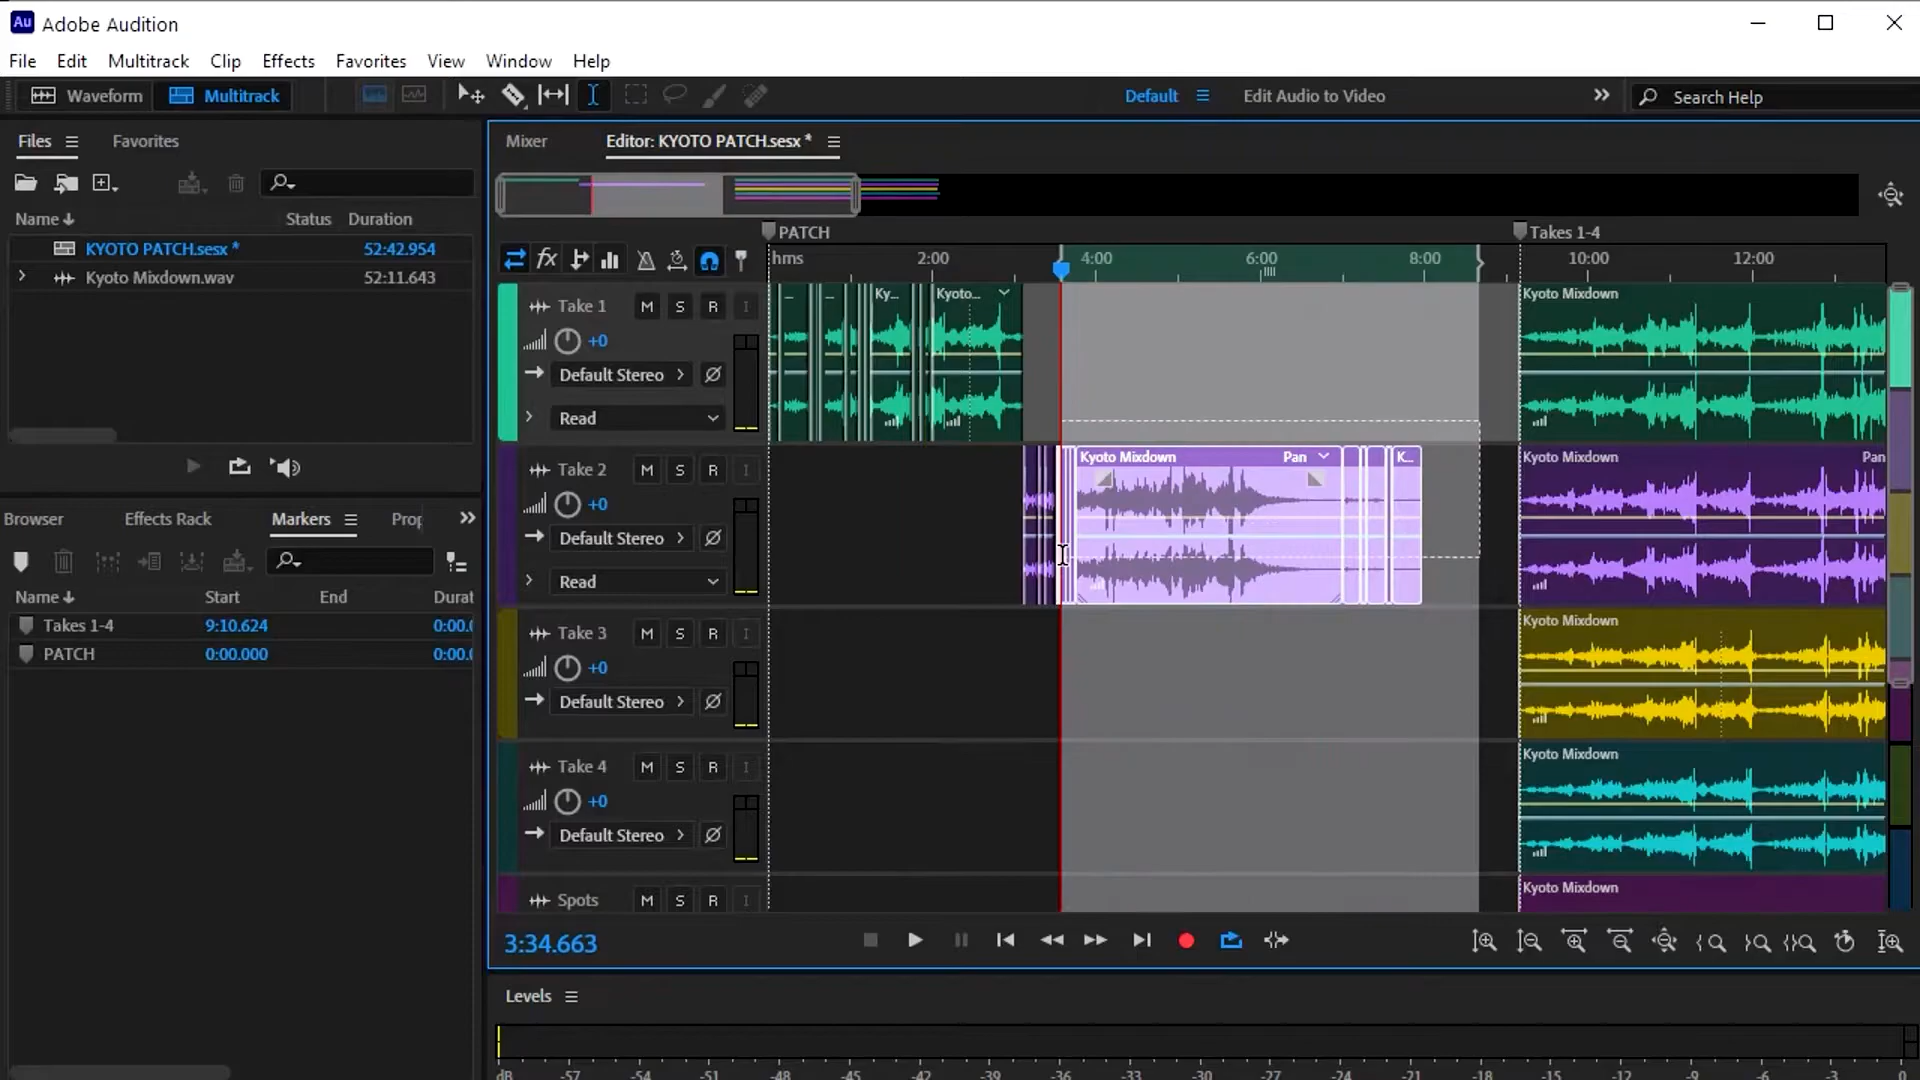 Au Adobe Audition
File Edit Multitrack Clip Effects Favorites View Window Help
Waveform Multitrack Default Edit Audio to Video Search Help
Files Favorites
Name Status Duration
KYOTO PATCH.sesx * 52:42.954
Kyoto Mixdown.wav 52:11.643
Browser Effects Rack Markers Prop
Name Start End Durat
Takes 1-4 9:10.624 0:00.0
PATCH 0:00.000 0:00.0
Mixer Editor: KYOTO PATCH.sesx *
PATCH Takes 1-4
hms 2:00 4:00 6:00 8:00 10:00 12:00
Take 1 M S R I
+0
Default Stereo
Read
Ky... Kyoto... Kyoto Mixdown
Take 2 M S R I
+0
Default Stereo
Read
Kyoto Mixdown Pan K... Kyoto Mixdown Pan
Take 3 M S R I
+0
Default Stereo
Kyoto Mixdown
Take 4 M S R I
+0
Default Stereo
Kyoto Mixdown
Spots M S R I
Kyoto Mixdown
3:34.663
Levels
dB -57 -54 -51 -48 -45 -42 -39 -36 -33 -30 -27 -24 -21 -18 -15 -12 -9 -6 -3 0